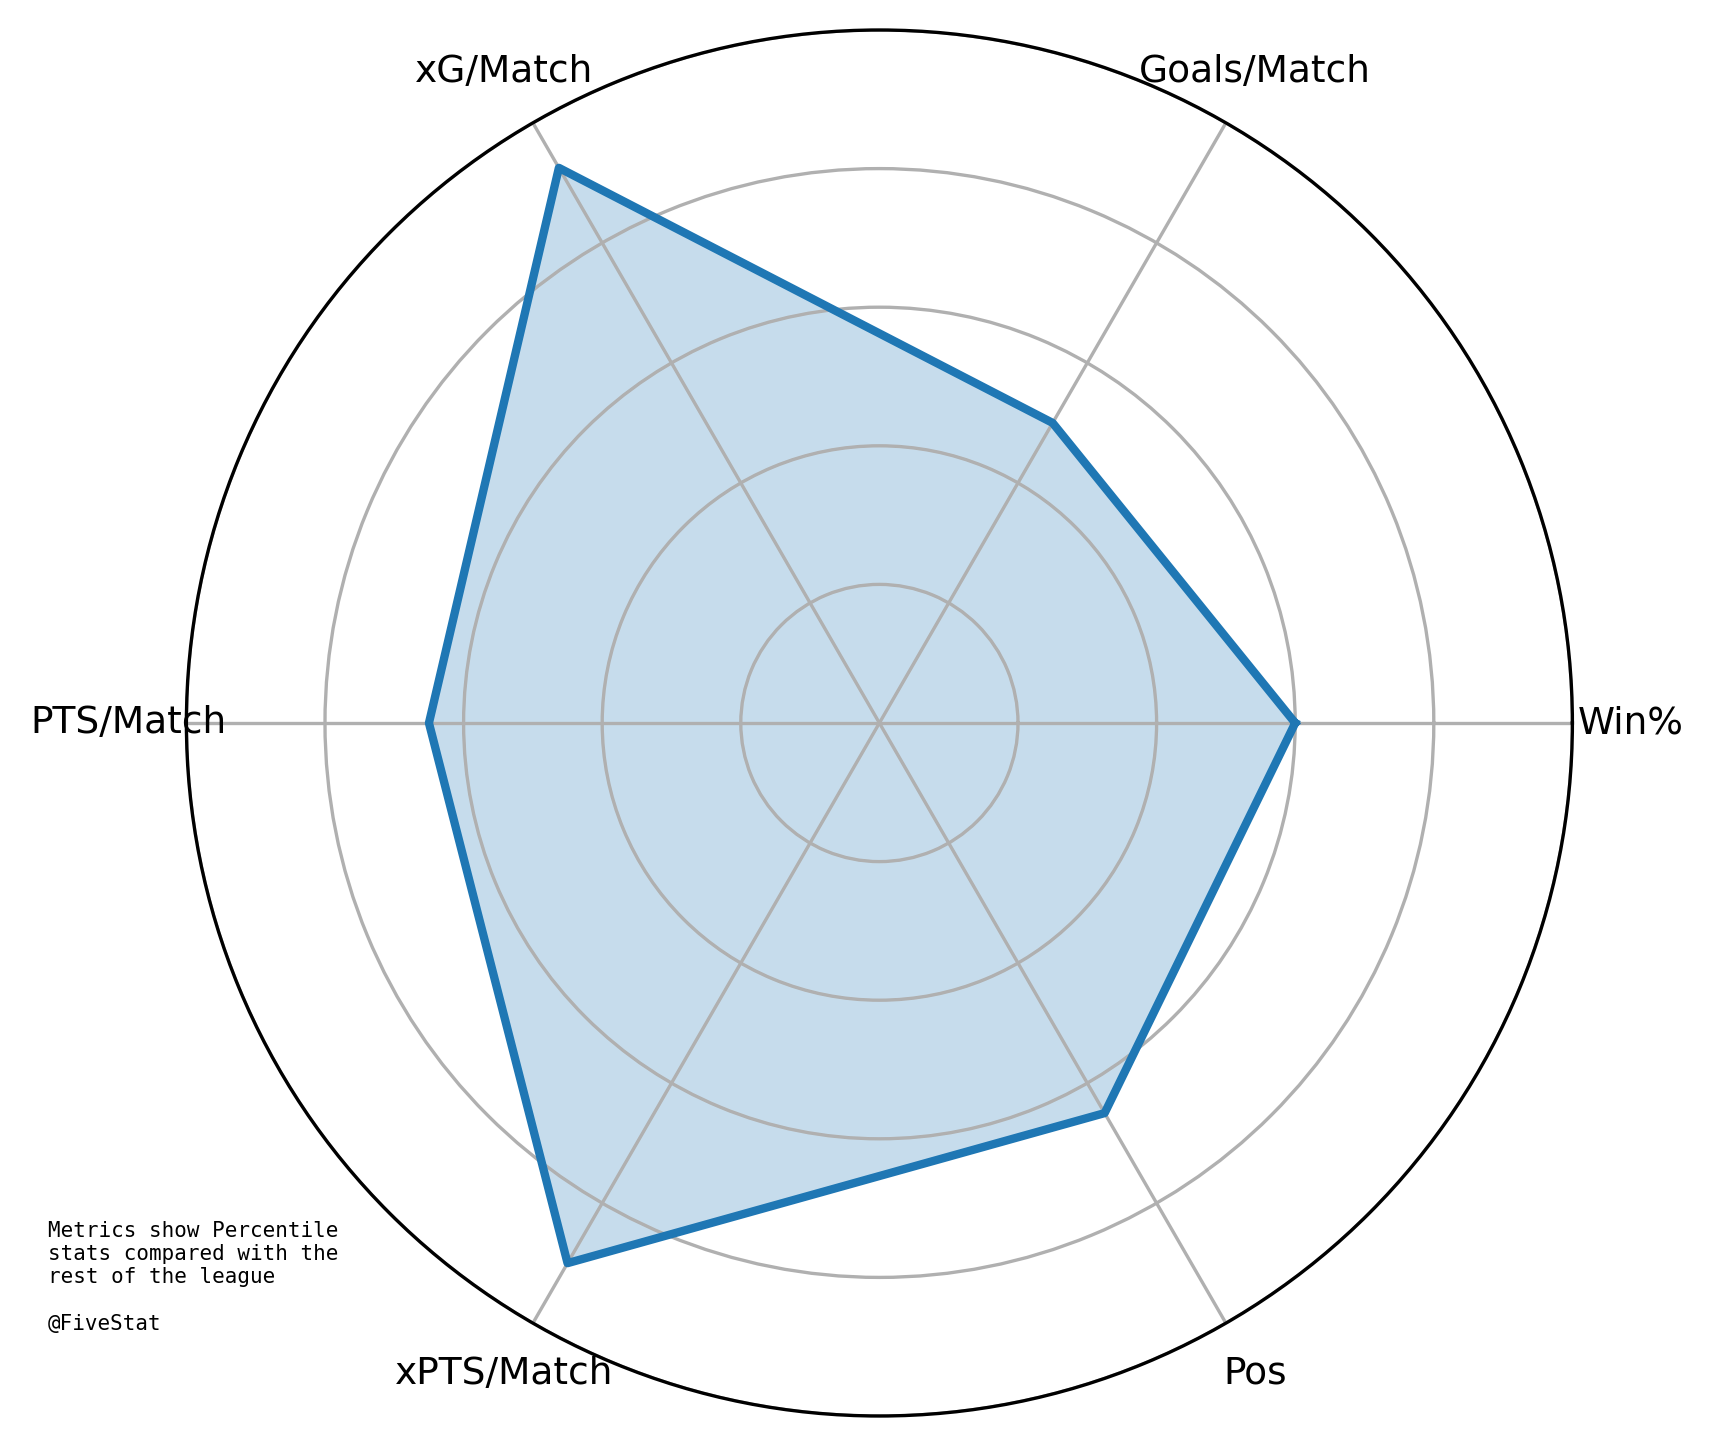 xG/Match
Goals/Match
PTS/Match
Win%
Metrics show Percentile
stats compared with the
rest of the league
@FiveStat
xPTS/Match
Pos